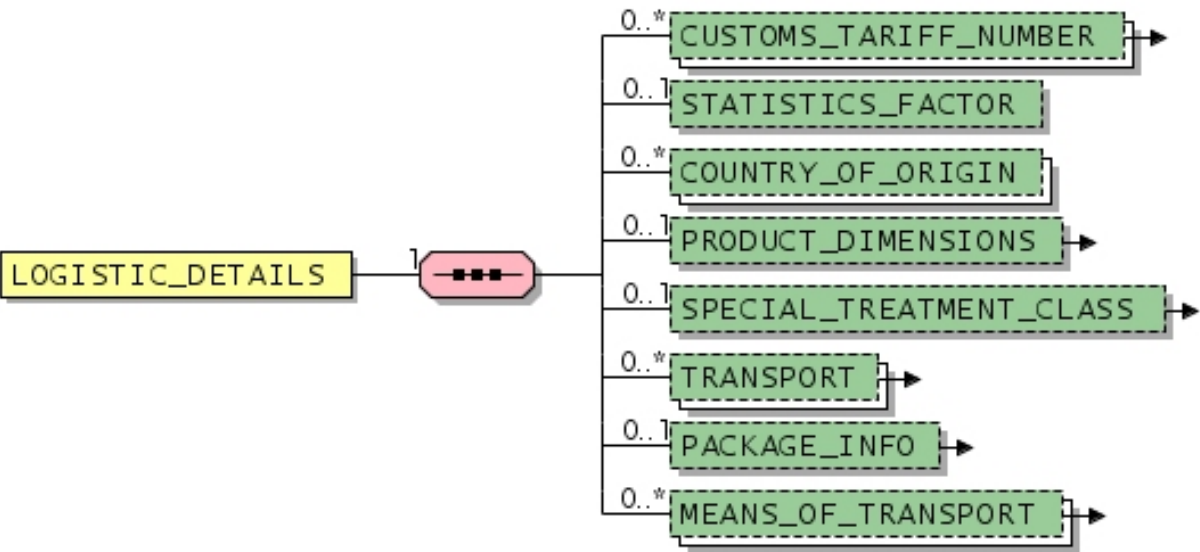 0..* CUSTOMS_TARIFF_NUMBER
0..1 STATISTICS_FACTOR
0..* COUNTRY_OF_ORIGIN
0..1 PRODUCT_DIMENSIONS
LOGISTIC_DETAILS 1
0..1 SPECIAL_TREATMENT_CLASS
0..* TRANSPORT
0..1 PACKAGE_INFO
0..* MEANS_OF_TRANSPORT